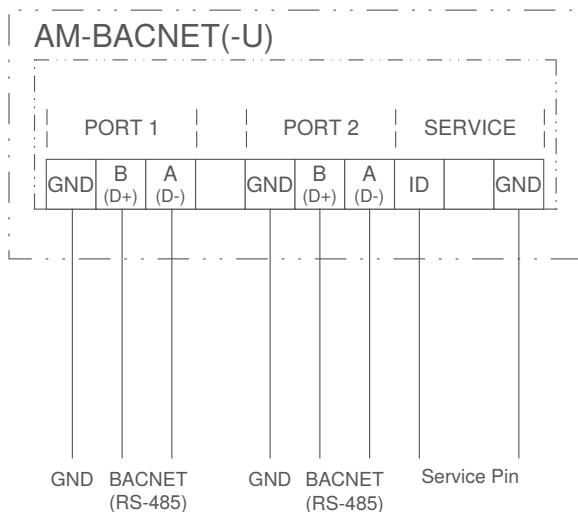 AM-BACNET(-U)
PORT 1 PORT 2 SERVICE
GND B (D+) A (D-) GND B (D+) A (D-) ID GND
GND BACNET (RS-485) GND BACNET (RS-485) Service Pin